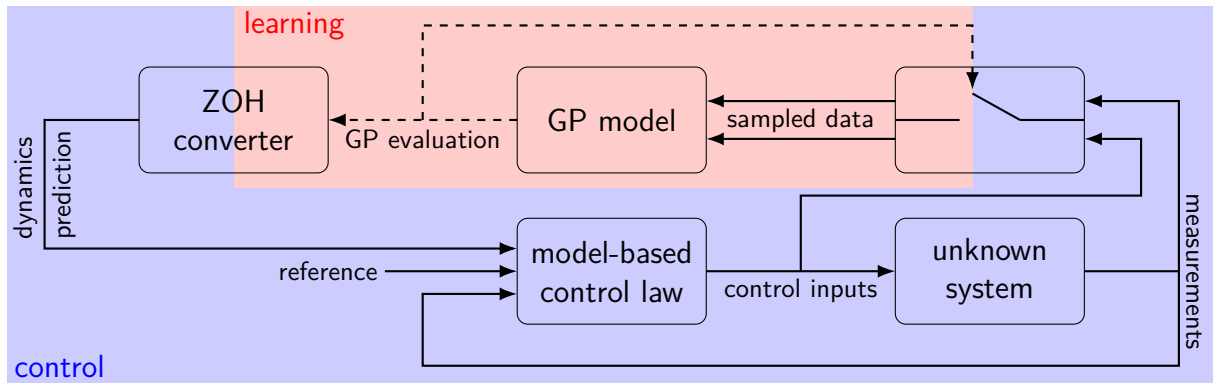 learning
ZOH
converter
GP evaluation
GP model
sampled data
dynamics
prediction
reference
model-based
control law
control inputs
unknown
system
measurements
control